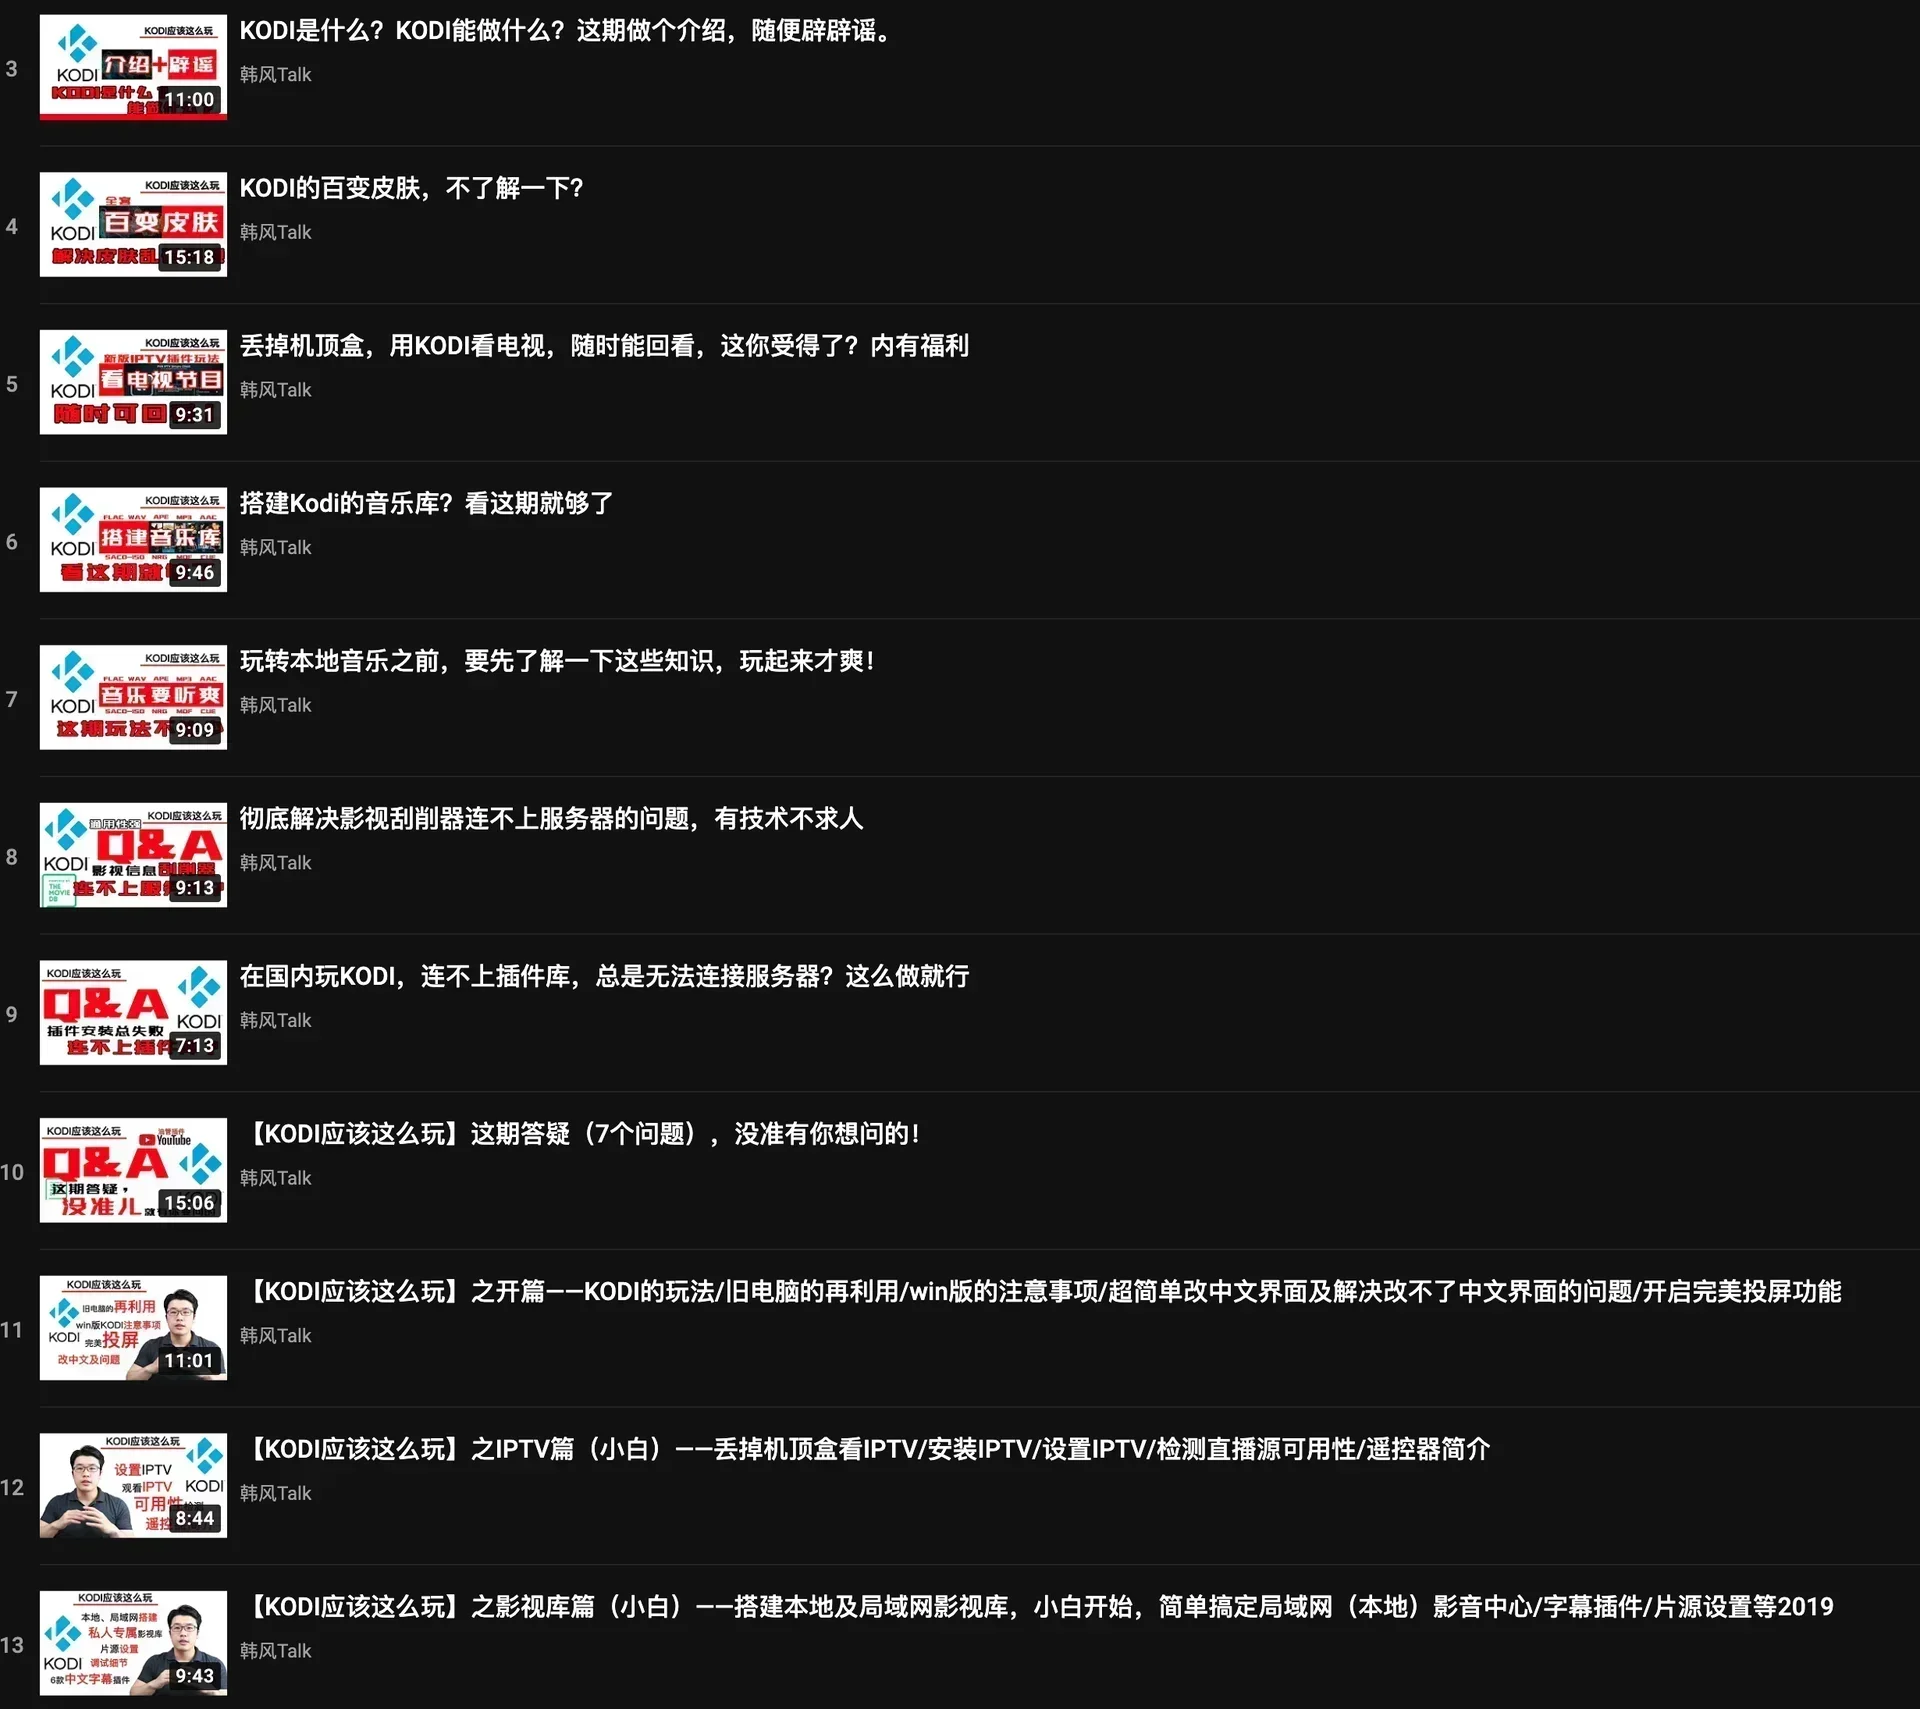 3
KODI应该这么玩
KODI
介绍+辟谣
KODI是什么
11:00
KODI是什么？KODI能做什么？这期做个介绍，随便辟辟谣。
韩风Talk
4
KODI应该这么玩
KODI
百变皮肤
解决皮肤乱
15:18
KODI的百变皮肤，不了解一下？
韩风Talk
5
KODI应该这么玩
新版IPTV插件玩法
KODI
看电视节目
随时可回
9:31
丢掉机顶盒，用KODI看电视，随时能回看，这你受得了？内有福利
韩风Talk
6
KODI应该这么玩
FLAC WAV APE MP3 AAC
KODI
搭建音乐库
SACD-ISO NRG MDF CUE
看这期就
9:46
搭建Kodi的音乐库？看这期就够了
韩风Talk
7
KODI应该这么玩
FLAC WAV APE MP3 AAC
KODI
音乐要听爽
SACD-ISO NRG MDF CUE
这期玩法不
9:09
玩转本地音乐之前，要先了解一下这些知识，玩起来才爽！
韩风Talk
8
KODI应该这么玩
通用性强
Q&A
KODI
影视信息刮削器
THE MOVIE DB
连不上服
9:13
彻底解决影视刮削器连不上服务器的问题，有技术不求人
韩风Talk
9
KODI应该这么玩
Q&A
KODI
插件安装总失败
连不上插件
7:13
在国内玩KODI，连不上插件库，总是无法连接服务器？这么做就行
韩风Talk
10
KODI应该这么玩
油管插件
YouTube
Q&A
这期答疑，
没准儿
15:06
【KODI应该这么玩】这期答疑（7个问题），没准有你想问的！
韩风Talk
11
KODI应该这么玩
旧电脑的再利用
win版KODI注意事项
KODI
完美投屏
改中文及问题
11:01
【KODI应该这么玩】之开篇——KODI的玩法/旧电脑的再利用/win版的注意事项/超简单改中文界面及解决改不了中文界面的问题/开启完美投屏功能
韩风Talk
12
KODI应该这么玩
设置IPTV
观看IPTV
KODI
可用性检测
遥控
8:44
【KODI应该这么玩】之IPTV篇（小白）——丢掉机顶盒看IPTV/安装IPTV/设置IPTV/检测直播源可用性/遥控器简介
韩风Talk
13
KODI应该这么玩
本地、局域网搭建
私人专属影视库
片源设置
KODI
调试细节
6款中文字幕插件
9:43
【KODI应该这么玩】之影视库篇（小白）——搭建本地及局域网影视库，小白开始，简单搞定局域网（本地）影音中心/字幕插件/片源设置等2019
韩风Talk